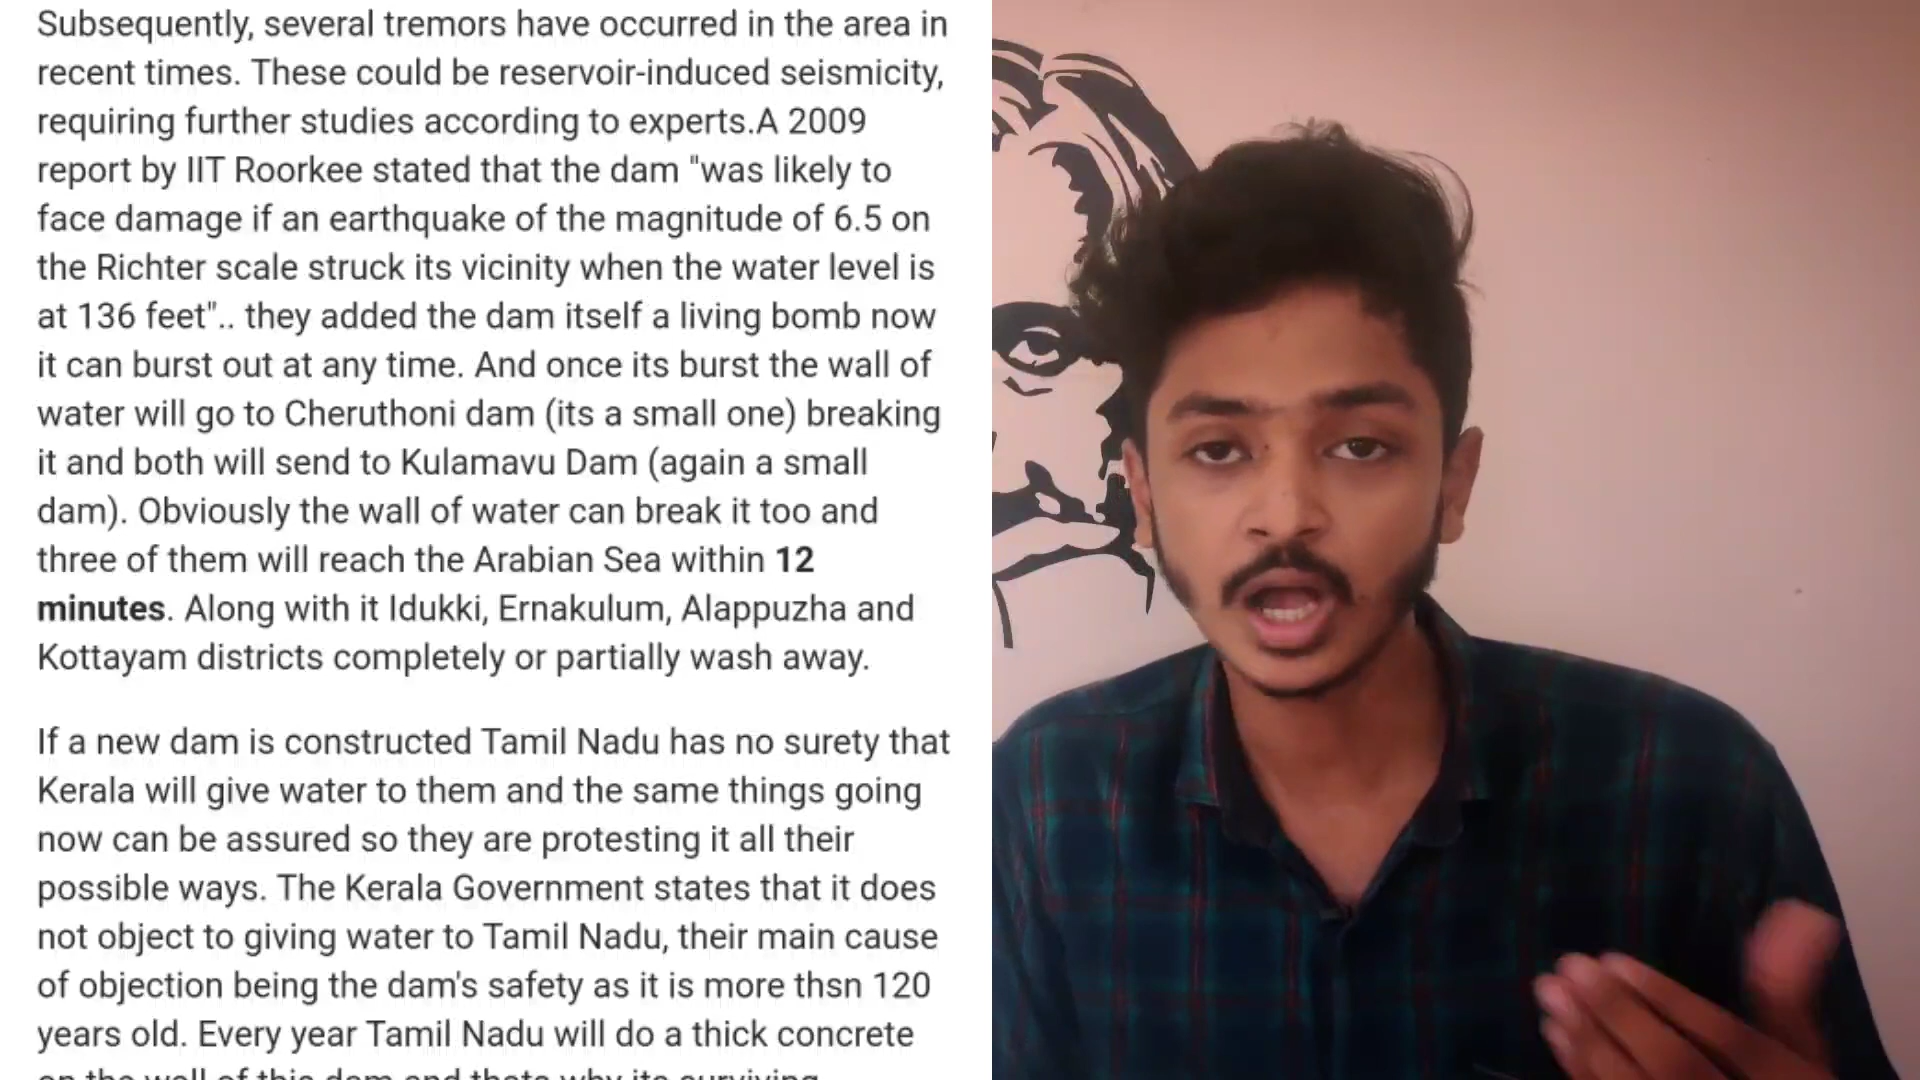 Subsequently, several tremors have occurred in the area in
recent times. These could be reservoir-induced seismicity,
requiring further studies according to experts.A 2009
report by IIT Roorkee stated that the dam "was likely to
face damage if an earthquake of the magnitude of 6.5 on
the Richter scale struck its vicinity when the water level is
at 136 feet".. they added the dam itself a living bomb now
it can burst out at any time. And once its burst the wall of
water will go to Cheruthoni dam (its a small one) breaking
it and both will send to Kulamavu Dam (again a small
dam). Obviously the wall of water can break it too and
three of them will reach the Arabian Sea within 12
minutes. Along with it Idukki, Ernakulum, Alappuzha and
Kottayam districts completely or partially wash away.
If a new dam is constructed Tamil Nadu has no surety that
Kerala will give water to them and the same things going
now can be assured so they are protesting it all their
possible ways. The Kerala Government states that it does
not object to giving water to Tamil Nadu, their main cause
of objection being the dam's safety as it is more thsn 120
years old. Every year Tamil Nadu will do a thick concrete
on the wall of this dam and thats why its surviving